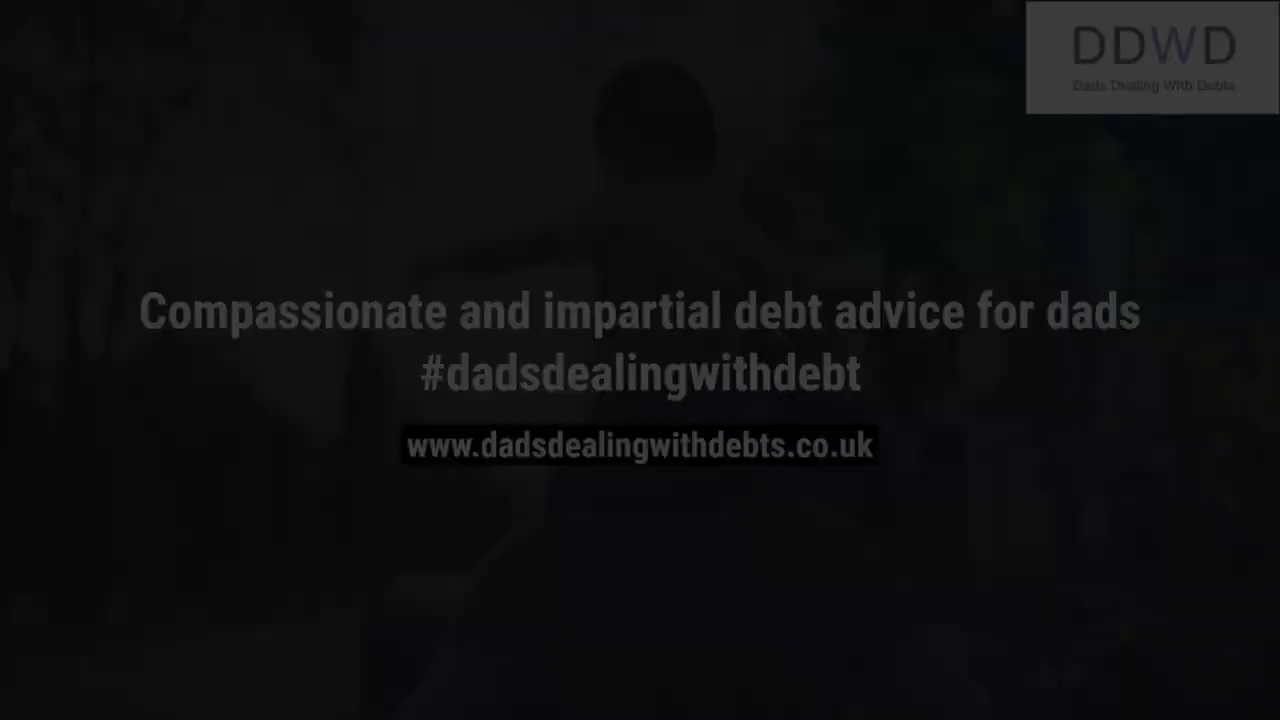 DDWD
Dads Dealing With Debts
Compassionate and impartial debt advice for dads
#dadsdealingwithdebt
www.dadsdealingwithdebts.co.uk